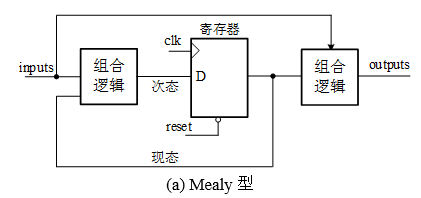 寄存器
clk
inputs
组合
逻辑
次态
D
组合
逻辑
outputs
reset
现态
(a) Mealy 型